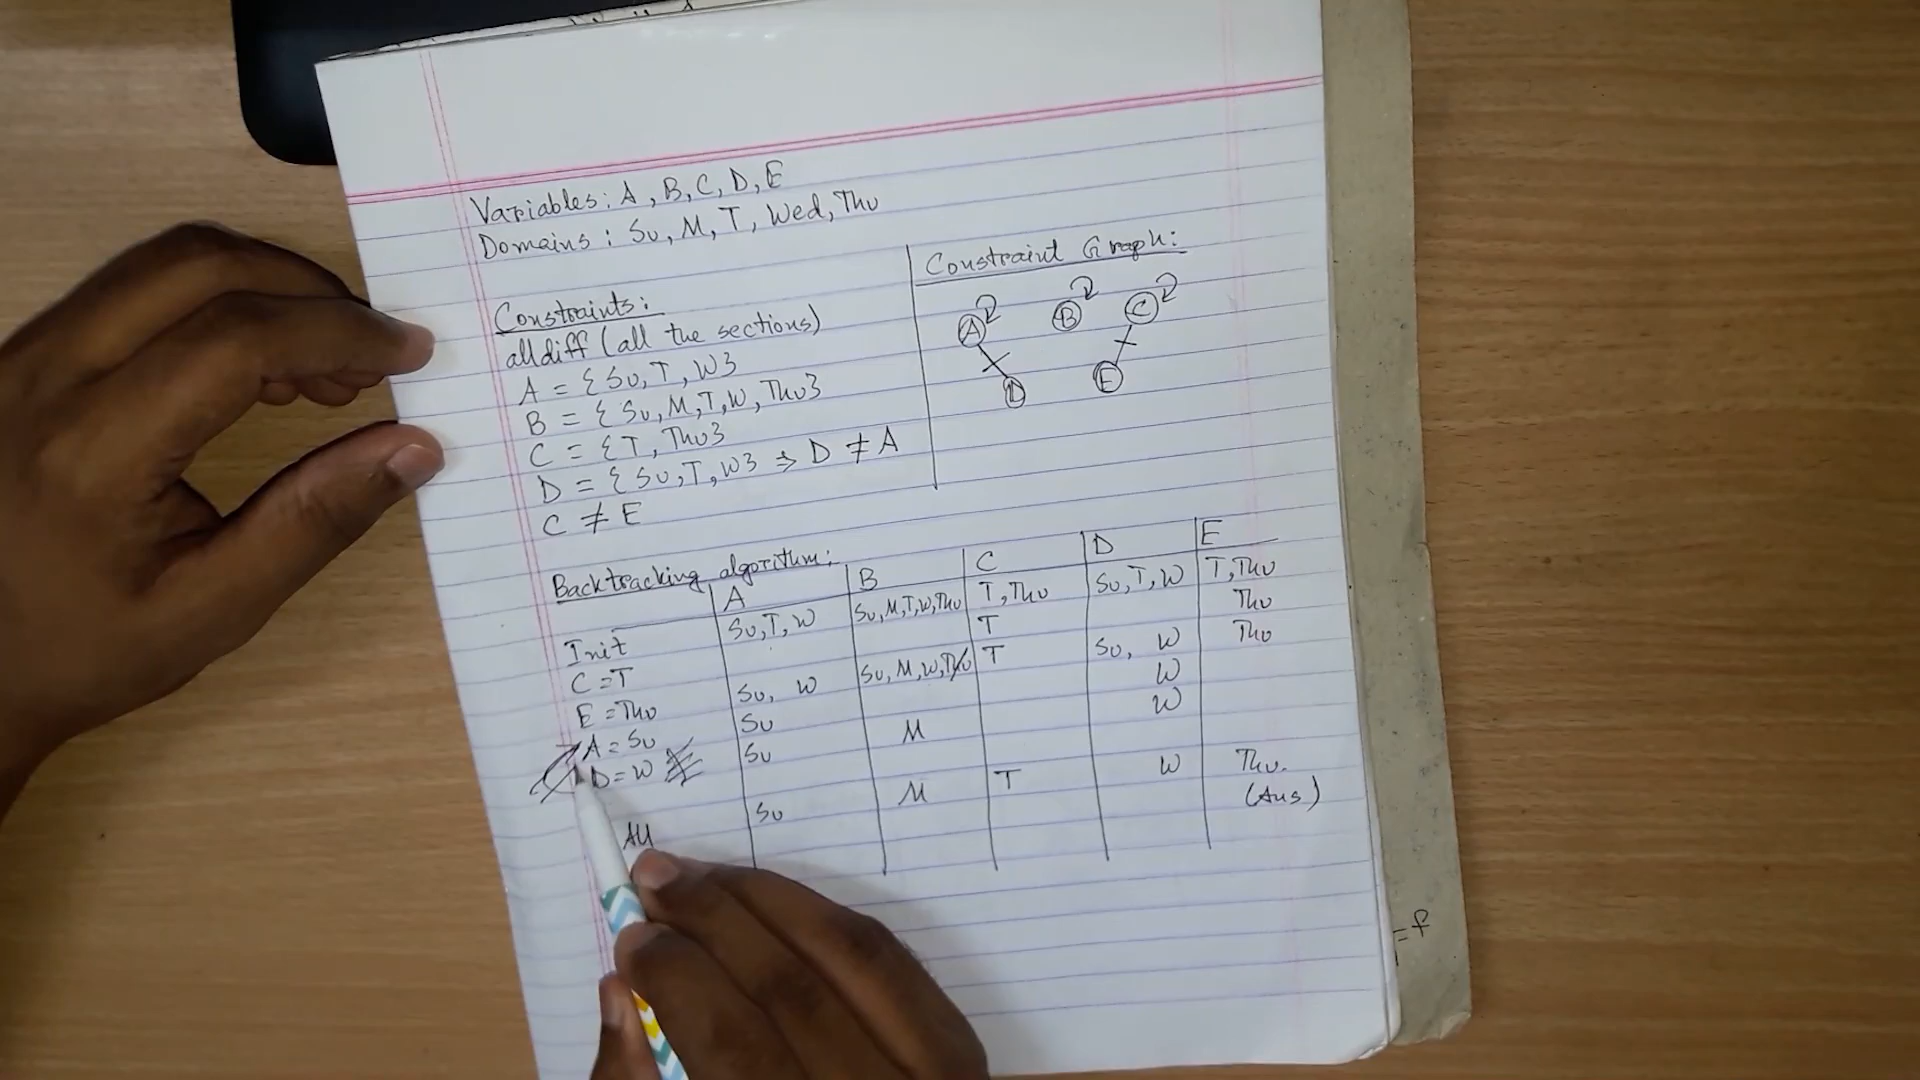 Variables: A, B, C, D, E
Domains: Su, M, T, Wed, Thu
Constraints:
alldiff (all the sections)
A = {Su, T, W}
B = {Su, M, T, W, Thu}
C = {T, Thu}
D = {Su, T, W} ⇒ D ≠ A
C ≠ E
Constraint Graph:
A B C
D E
Backtracking algorithm:
A B C D E
Init Su, T, W Su, M, T, W, Thu T, Thu Su, T, W T, Thu
C = T T Thu
E = Thu Su, W Su, M, W, Thu T Su, W Thu
A = Su Su W
D = W Su M W
All Su M T W Thu.
(Ans)
= f